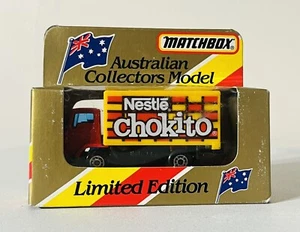 MATCHBOX
Australian
Collectors Model
Nestlé
chokito
Limited Edition